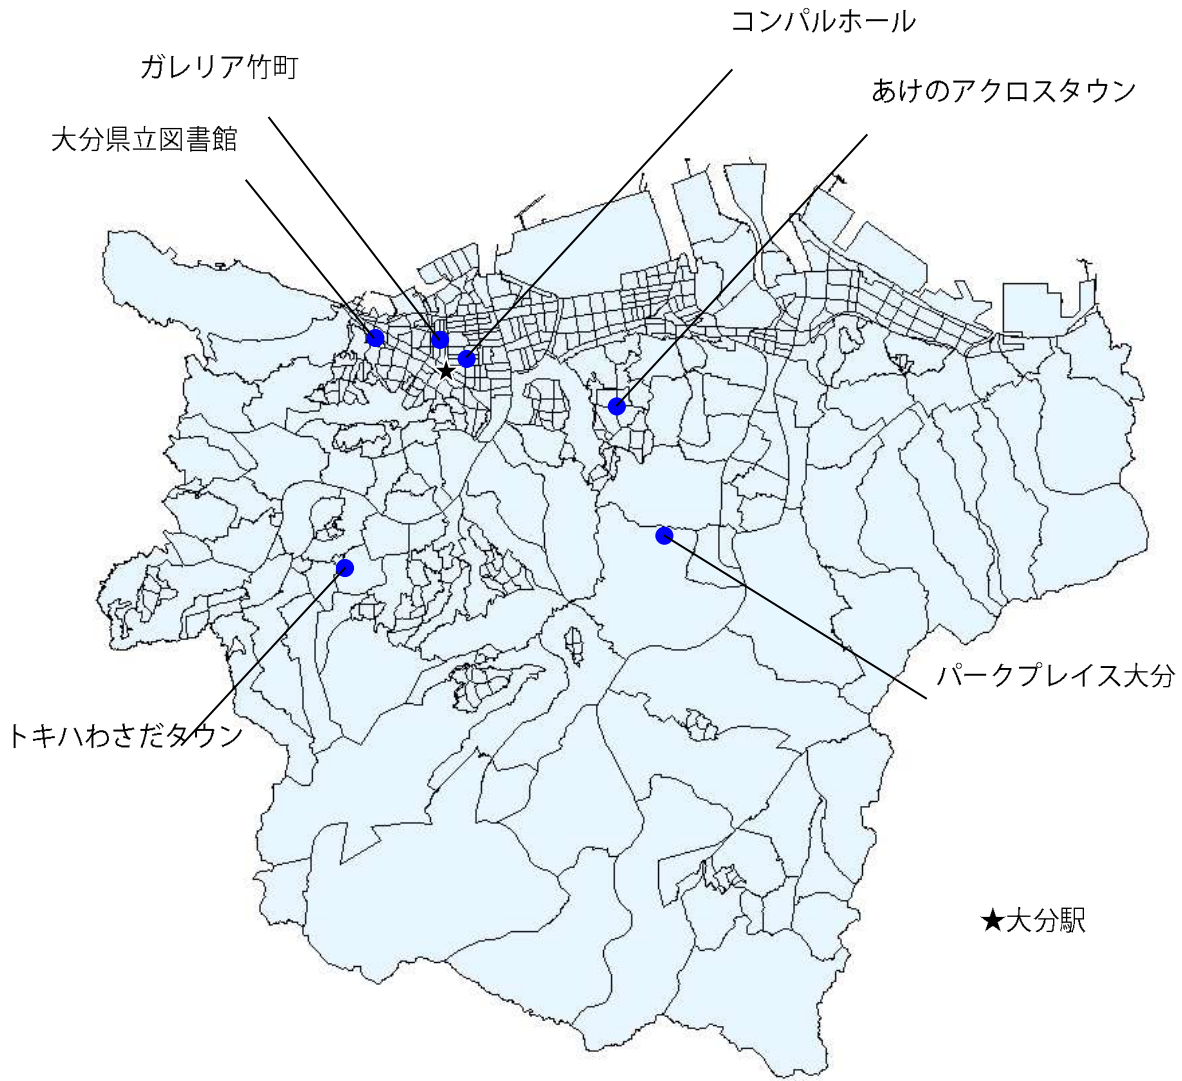 コンパルホール
ガレリア竹町
あけのアクロスタウン
大分県立図書館
パークプレイス大分
トキハわさだタウン
★大分駅